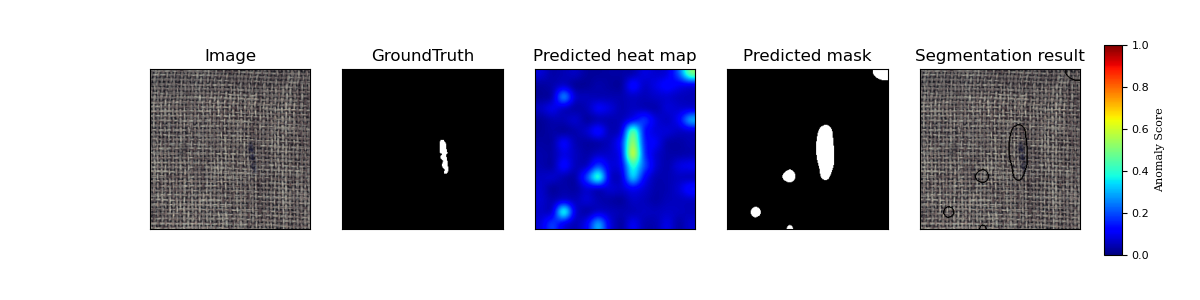 Image
GroundTruth
Predicted heat map
Predicted mask
Segmentation result
1.0
0.8
0.6
0.4
0.2
0.0
Anomaly Score